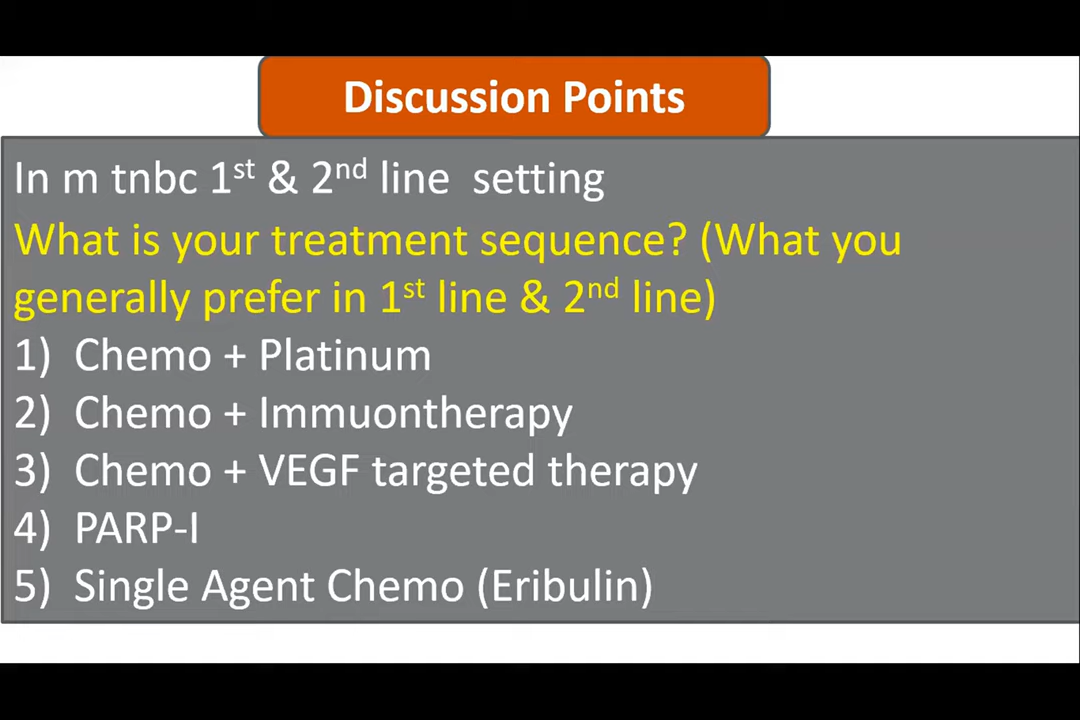 Discussion Points
In m tnbc 1st & 2nd line setting
What is your treatment sequence? (What you
generally prefer in 1st line & 2nd line)
1) Chemo + Platinum
2) Chemo + Immuontherapy
3) Chemo + VEGF targeted therapy
4) PARP-I
5) Single Agent Chemo (Eribulin)